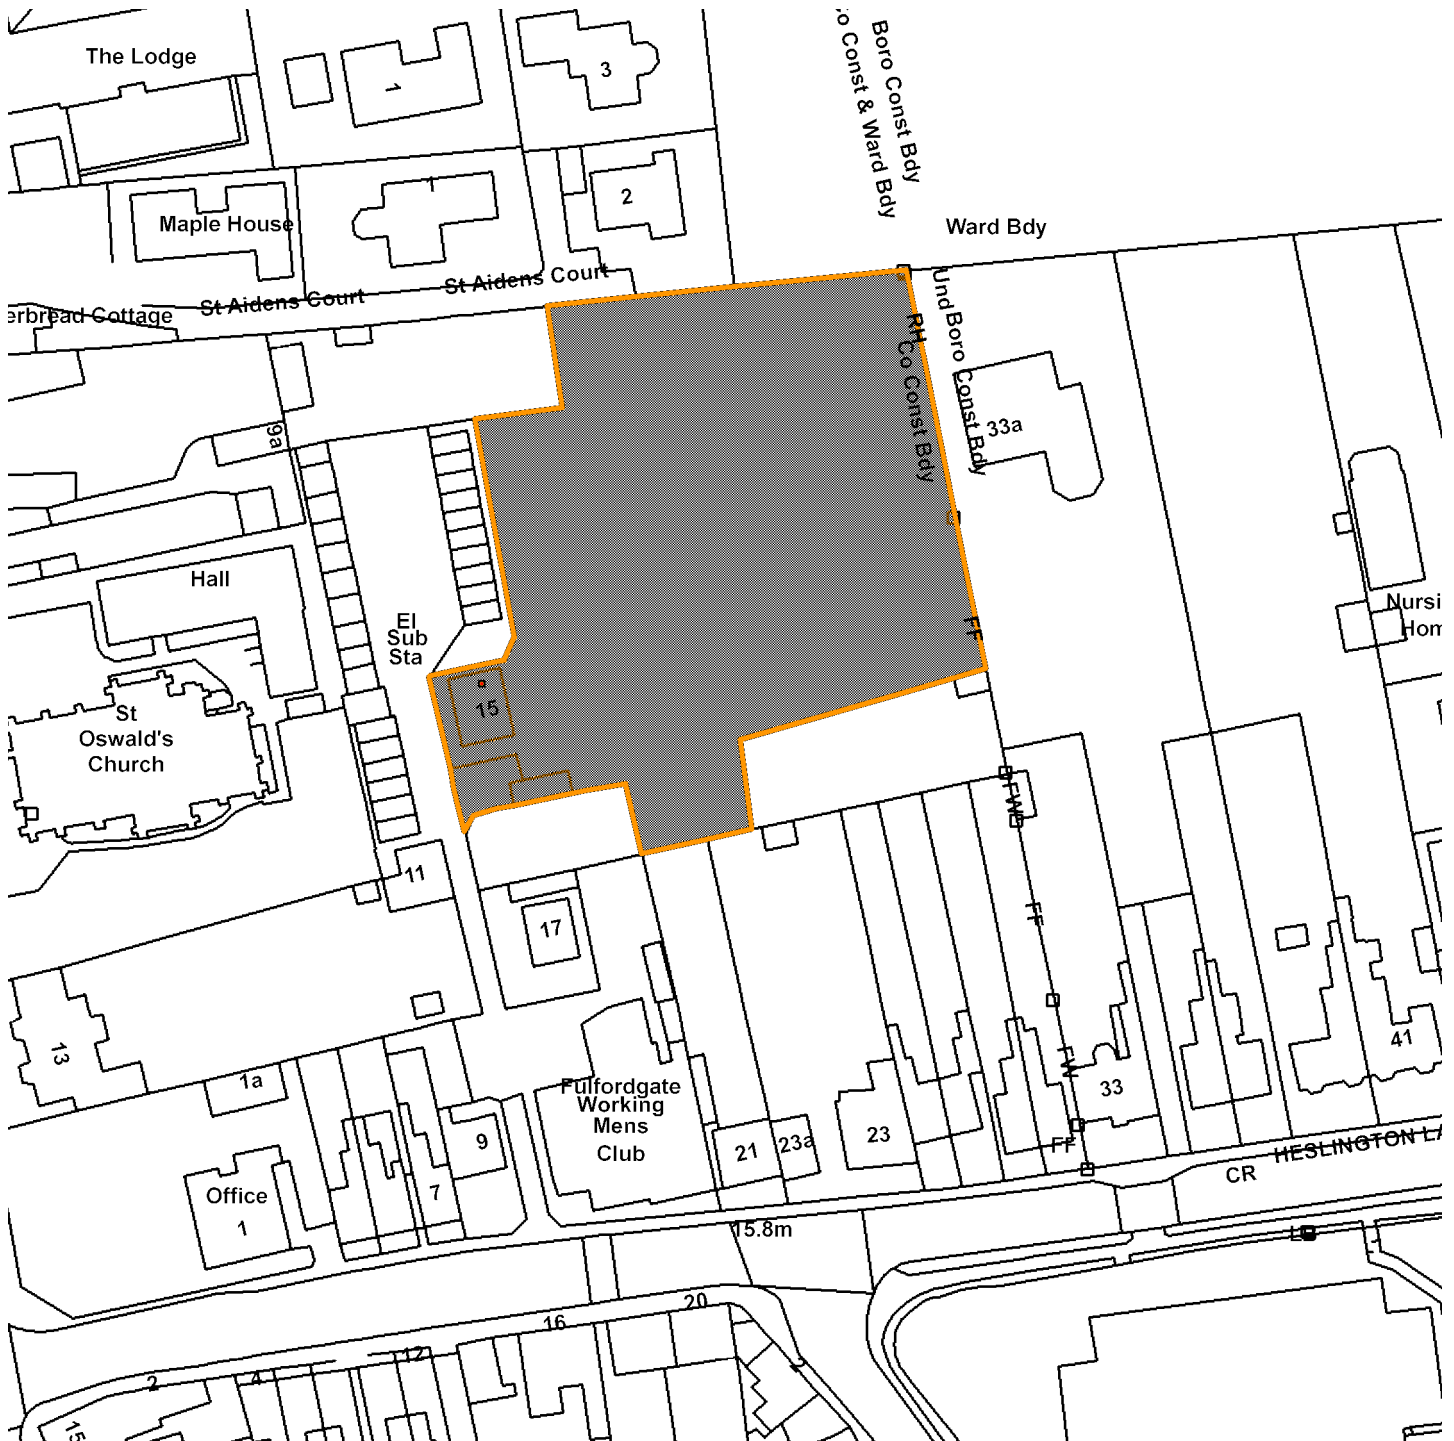 The Lodge
1
3
Boro Const Bdy
Co Const & Ward Bdy
Maple House
1
2
Ward Bdy
St Aidens Court
St Aidens Court
erbread Cottage
Und
RH
Boro Const Bdy
Co Const Bdy
33a
9a
Hall
El
Sub
Sta
Nursi
Hom
FF
15
St
Oswald's
Church
FW
11
17
FF
13
1a
FW
41
33
Fulfordgate
Working
Mens
Club
9
21
23a
23
FF
HESLINGTON LA
CR
Office
1
7
15.8m
L
20
16
12
4
2
15